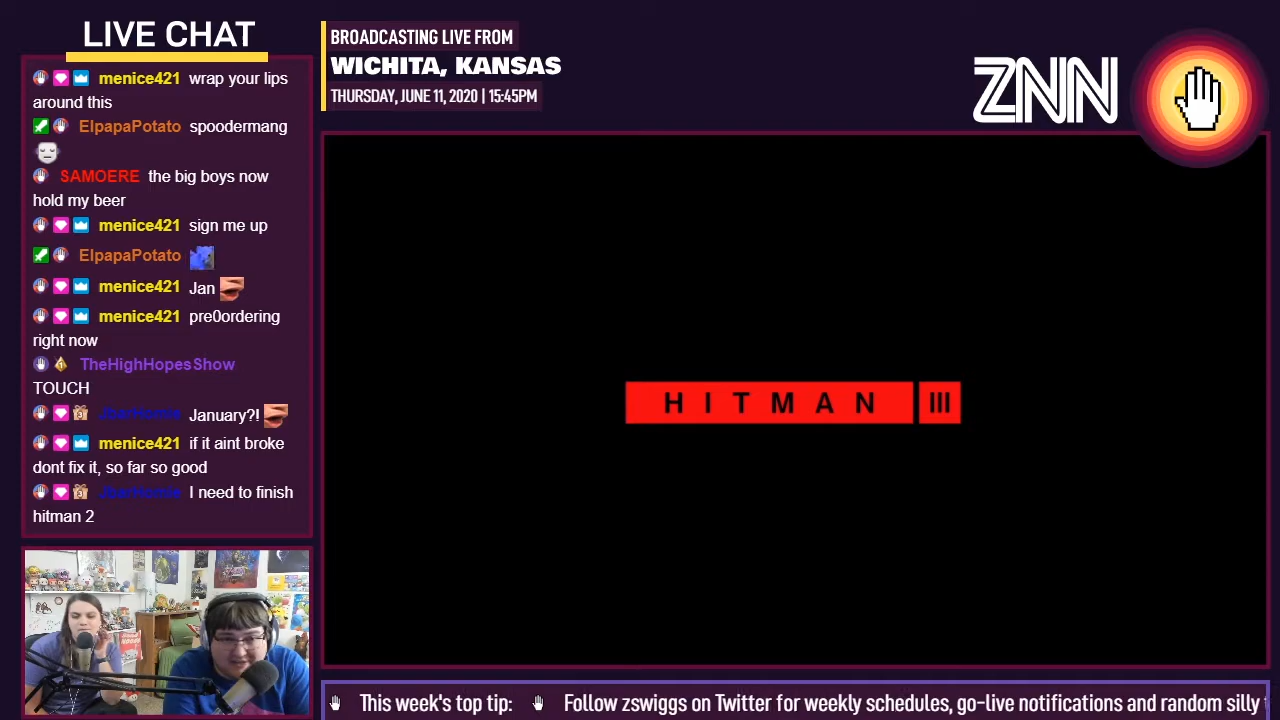 LIVE CHAT
menice421 wrap your lips
around this
ElpapaPotato spoodermang
SAMOERE the big boys now
hold my beer
menice421 sign me up
ElpapaPotato
menice421 Jan
menice421 pre0ordering
right now
TheHighHopesShow
TOUCH
January?!
menice421 if it aint broke
dont fix it, so far so good
I need to finish
hitman 2
BROADCASTING LIVE FROM
WICHITA, KANSAS
THURSDAY, JUNE 11, 2020 | 15:45PM
ZNN
HITMAN III
This week's top tip: Follow zswiggs on Twitter for weekly schedules, go-live notifications and random silly